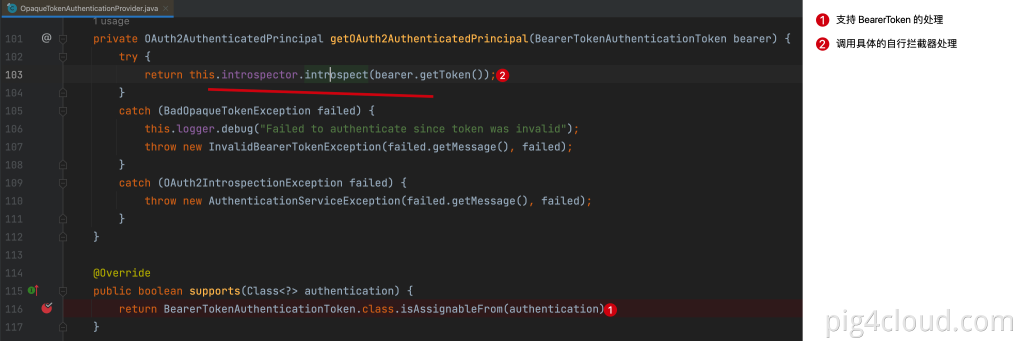 OpaqueTokenAuthenticationProvider.java
1 usage
101 @ private OAuth2AuthenticatedPrincipal getOAuth2AuthenticatedPrincipal(BearerTokenAuthenticationToken bearer) {
102 try {
103 return this.introspector.introspect(bearer.getToken()); 2
104 }
105 catch (BadOpaqueTokenException failed) {
106 this.logger.debug("Failed to authenticate since token was invalid");
107 throw new InvalidBearerTokenException(failed.getMessage(), failed);
108 }
109 catch (OAuth2IntrospectionException failed) {
110 throw new AuthenticationServiceException(failed.getMessage(), failed);
111 }
112 }
113
114 @Override
115 public boolean supports(Class<?> authentication) {
116 return BearerTokenAuthenticationToken.class.isAssignableFrom(authentication) 1
117 }
1 支持 BearerToken 的处理
2 调用具体的自行拦截器处理
pig4cloud.com